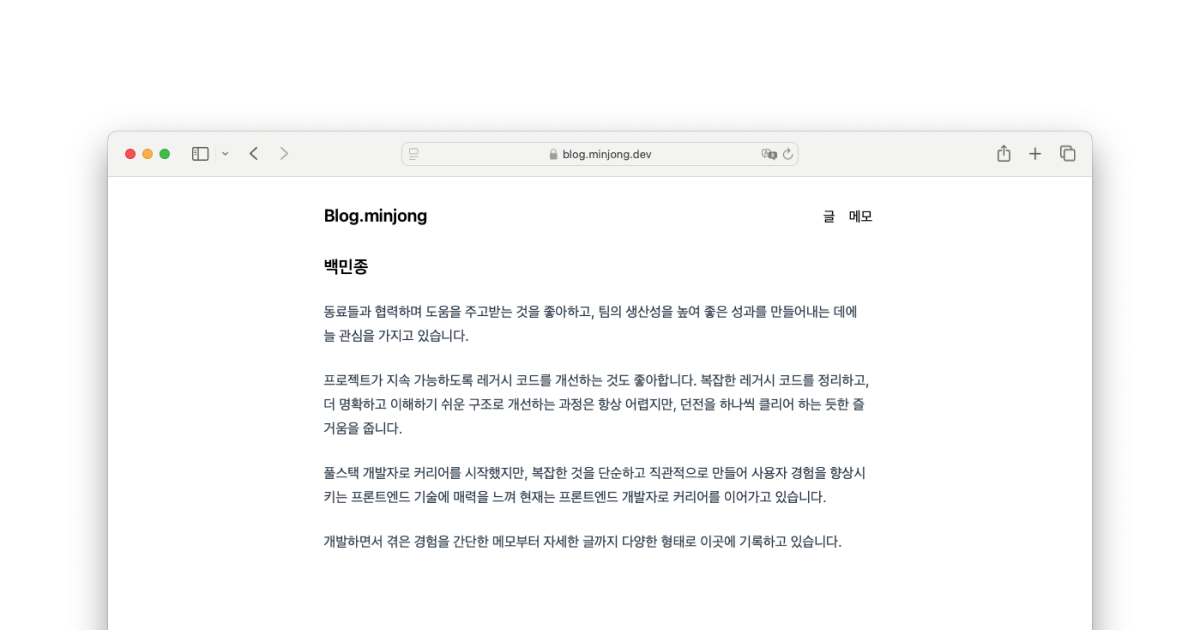 blog.minjong.dev
Blog.minjong
글 메모
백민종
동료들과 협력하며 도움을 주고받는 것을 좋아하고, 팀의 생산성을 높여 좋은 성과를 만들어내는 데에
늘 관심을 가지고 있습니다.
프로젝트가 지속 가능하도록 레거시 코드를 개선하는 것도 좋아합니다. 복잡한 레거시 코드를 정리하고,
더 명확하고 이해하기 쉬운 구조로 개선하는 과정은 항상 어렵지만, 던전을 하나씩 클리어 하는 듯한 즐
거움을 줍니다.
풀스택 개발자로 커리어를 시작했지만, 복잡한 것을 단순하고 직관적으로 만들어 사용자 경험을 향상시
키는 프론트엔드 기술에 매력을 느껴 현재는 프론트엔드 개발자로 커리어를 이어가고 있습니다.
개발하면서 겪은 경험을 간단한 메모부터 자세한 글까지 다양한 형태로 이곳에 기록하고 있습니다.